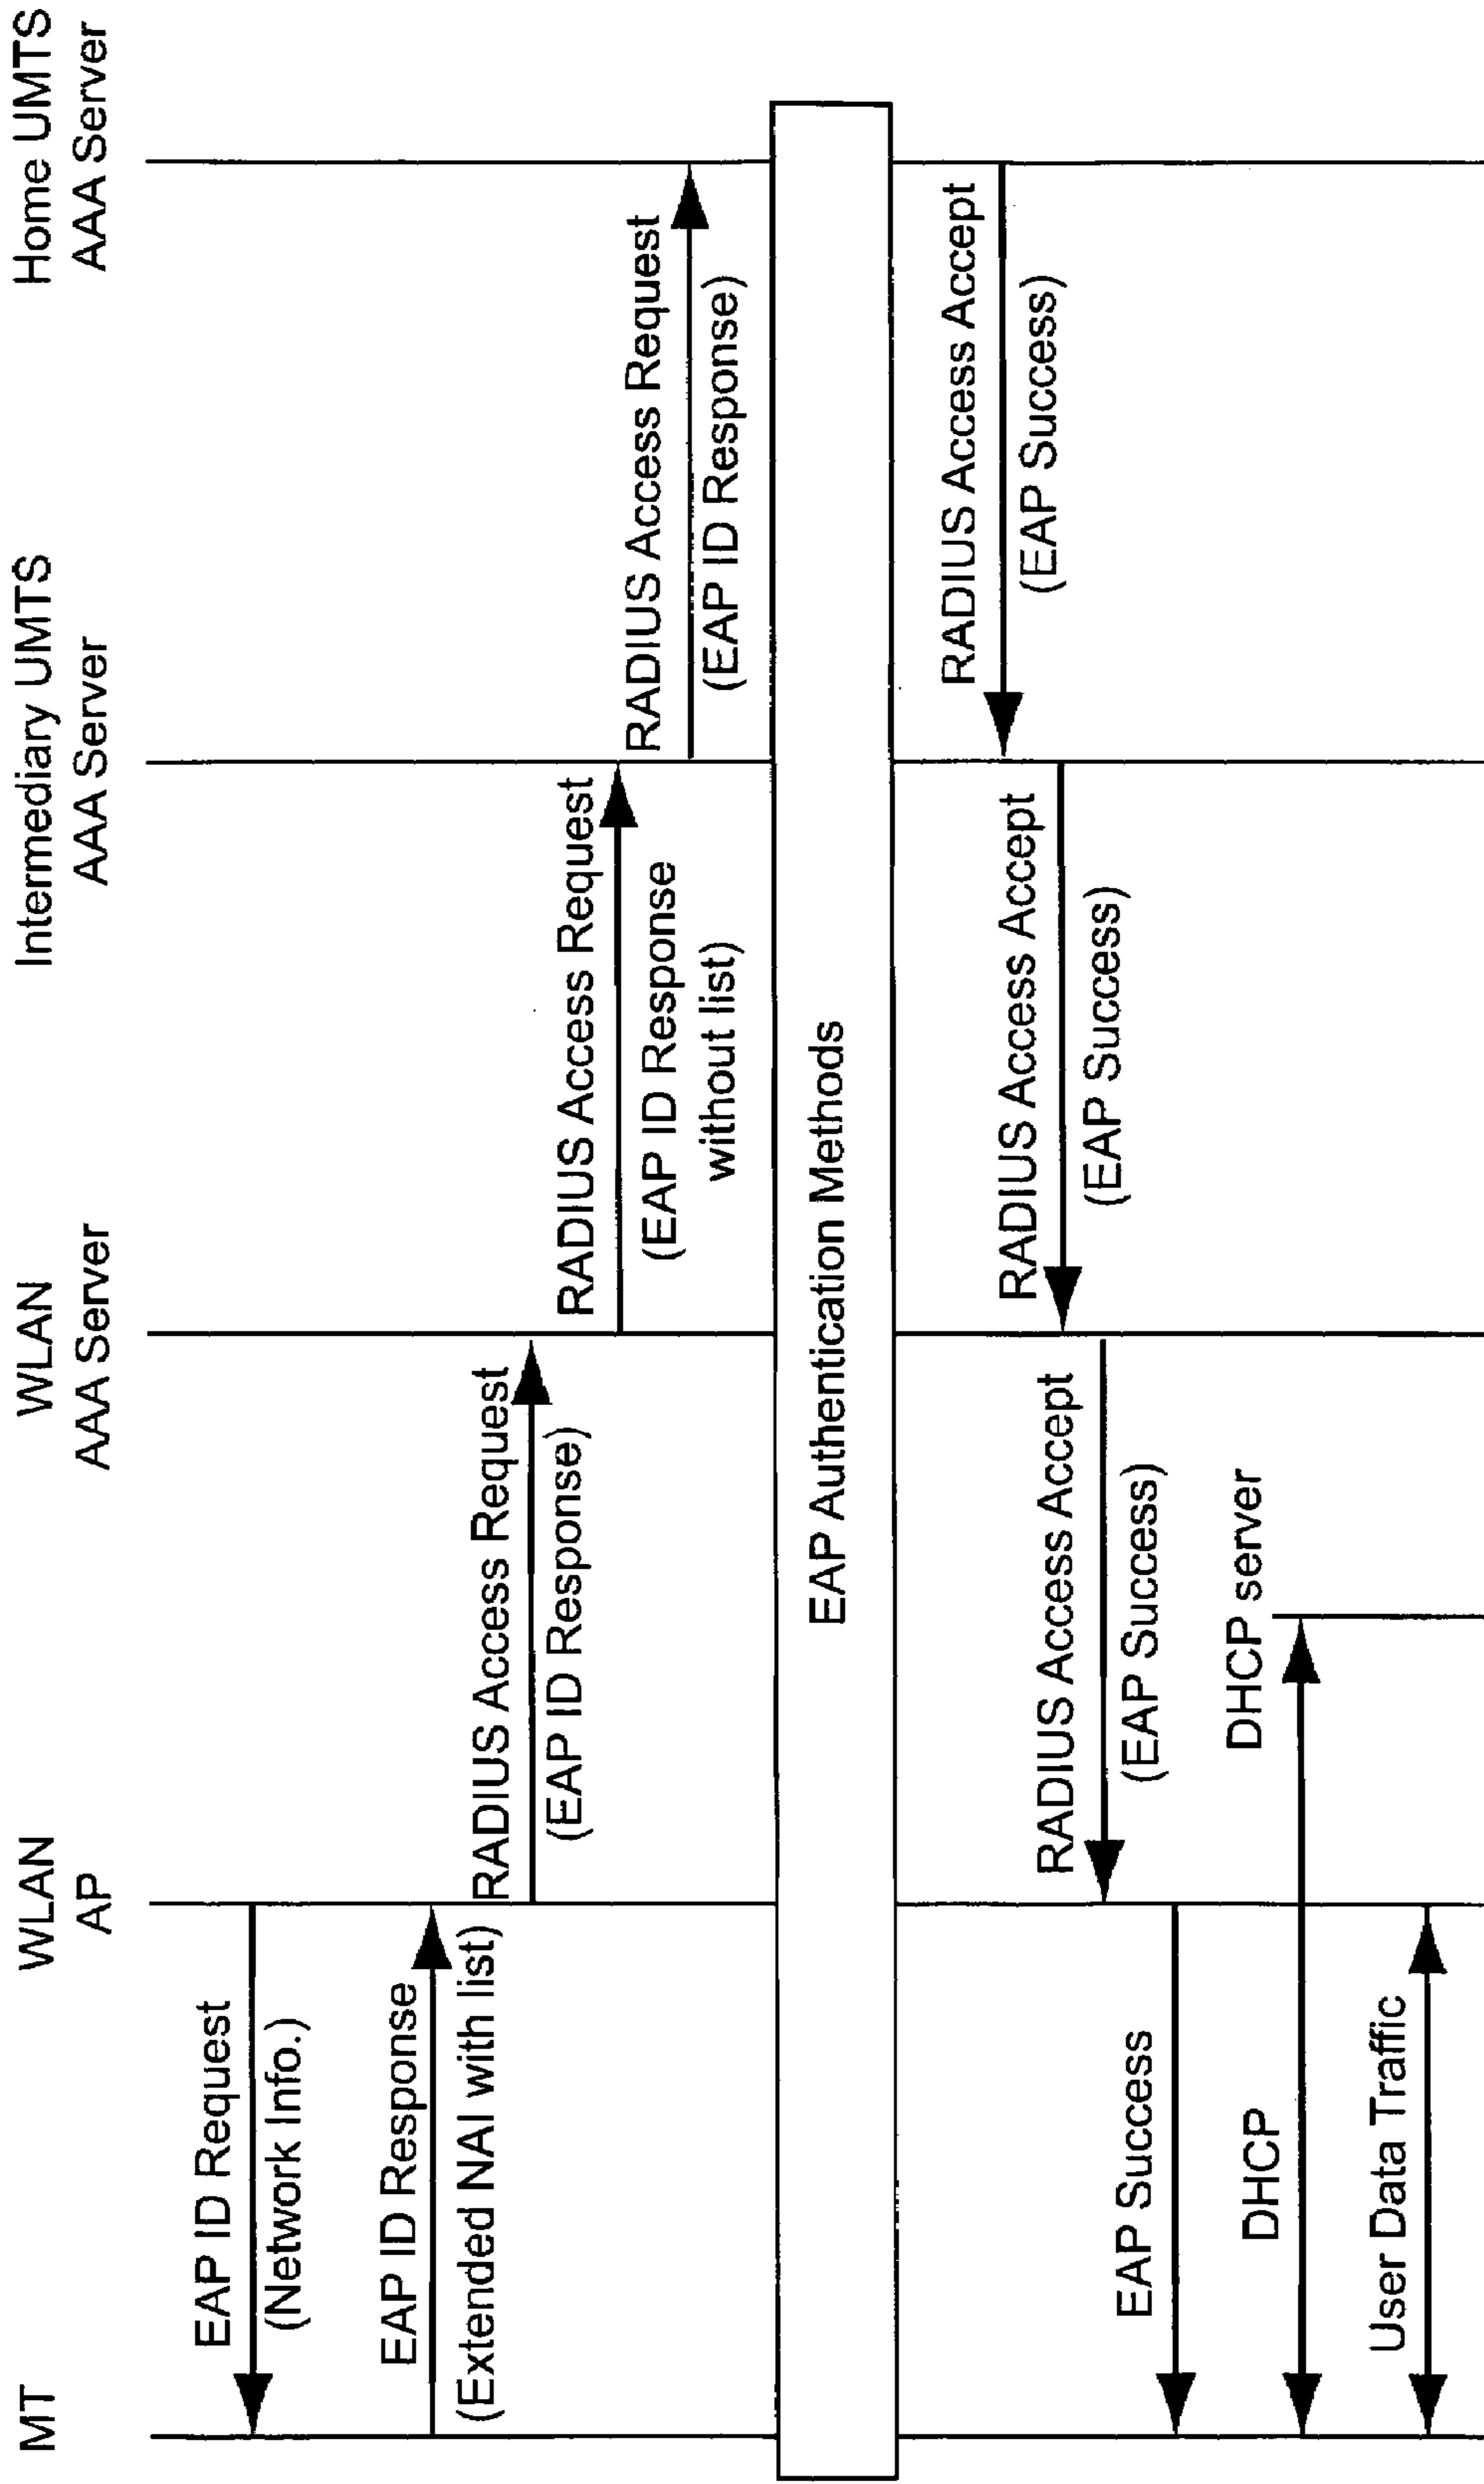 MT
WLAN
AP
WLAN
AAA Server
Intermediary UMTS
AAA Server
Home UMTS
AAA Server
EAP ID Request
(Network Info.)
EAP ID Response
(Extended NAI with list)
RADIUS Access Request
(EAP ID Response)
RADIUS Access Request
(EAP ID Response
without list)
RADIUS Access Request
(EAP ID Response)
EAP Authentication Methods
RADIUS Access Accept
(EAP Success)
RADIUS Access Accept
(EAP Success)
RADIUS Access Accept
(EAP Success)
EAP Success
DHCP server
DHCP
User Data Traffic